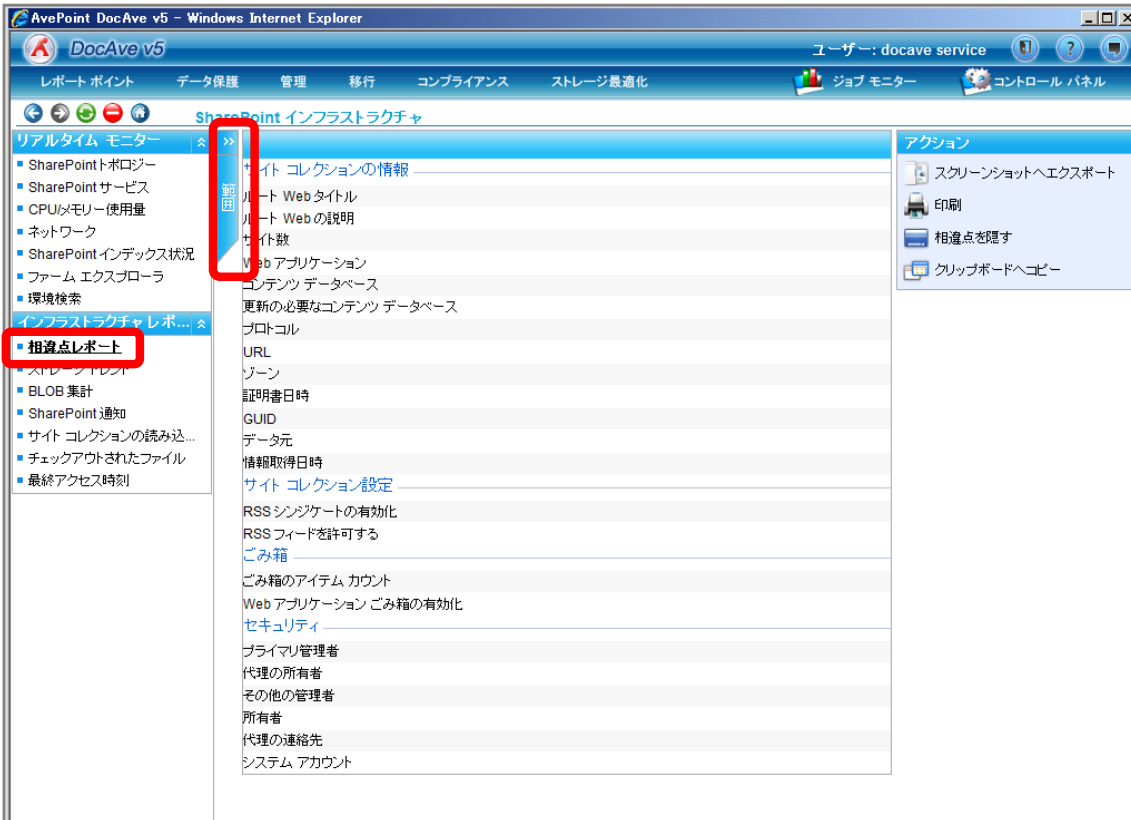 AvePoint DocAve v5 - Windows Internet Explorer
DocAve v5
ユーザー: docave service
レポート ポイント データ保護 管理 移行 コンプライアンス ストレージ最適化 ジョブ モニター コントロール パネル
SharePoint インフラストラクチャ
リアルタイム モニター
SharePointトポロジー
SharePoint サービス
CPU/メモリー使用量
ネットワーク
SharePoint インデックス状況
ファーム エクスプローラ
環境検索
インフラストラクチャ レポ...
相違点レポート
ストレージトレンド
BLOB 集計
SharePoint 通知
サイト コレクションの読み込...
チェックアウトされたファイル
最終アクセス時刻
範囲
サイト コレクションの情報
ルート Web タイトル
ルート Web の説明
サイト数
Web アプリケーション
コンテンツ データベース
更新の必要なコンテンツ データベース
プロトコル
URL
ゾーン
証明書日時
GUID
データ元
情報取得日時
サイト コレクション設定
RSS シンジケートの有効化
RSS フィードを許可する
ごみ箱
ごみ箱のアイテム カウント
Web アプリケーション ごみ箱の有効化
セキュリティ
プライマリ管理者
代理の所有者
その他の管理者
所有者
代理の連絡先
システム アカウント
アクション
スクリーンショットへエクスポート
印刷
相違点を隠す
クリップボードへコピー